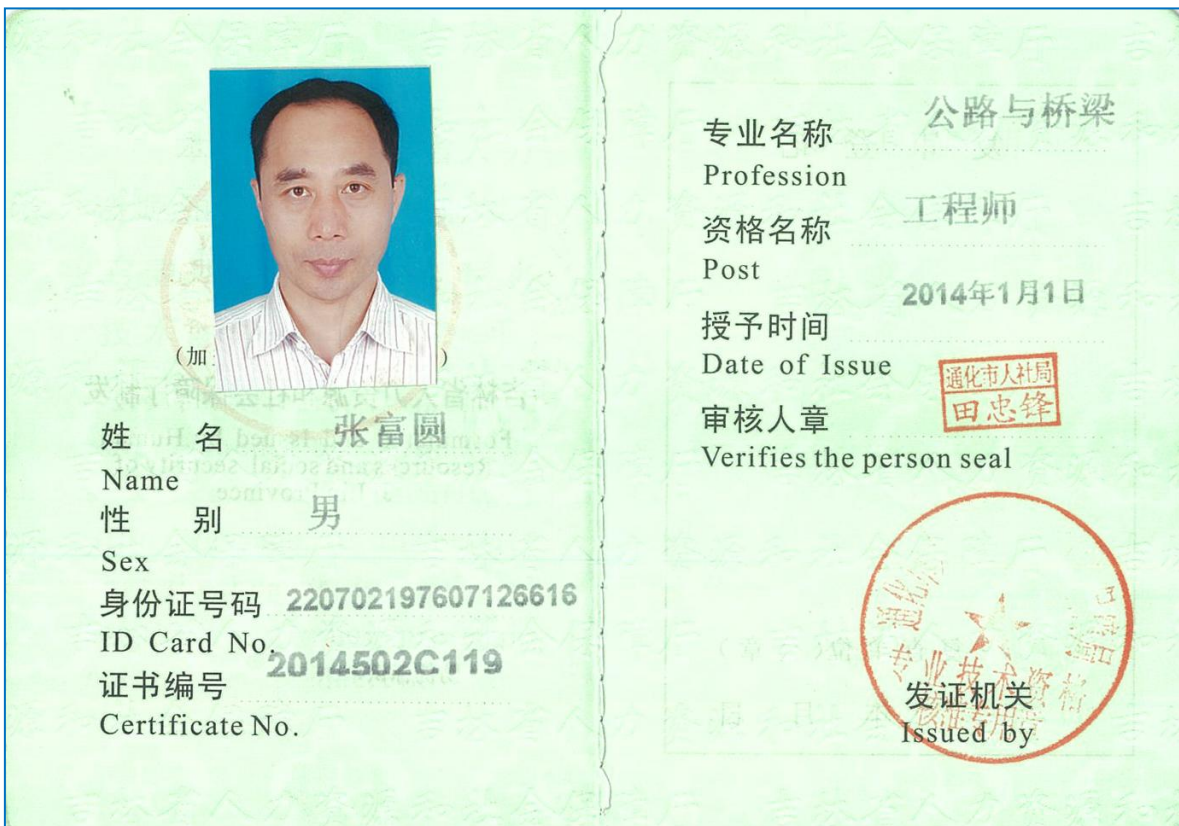 (加 )
姓 名 张富圆
Name
性 别 男
Sex
身份证号码 220702197607126616
ID Card No.
证书编号 2014502C119
Certificate No.
专业名称 公路与桥梁
Profession
资格名称 工程师
Post
授予时间 2014年1月1日
Date of Issue
通化市人社局
田忠锋
审核人章
Verifies the person seal
通化
专业技术资格
发证机关
Issued by